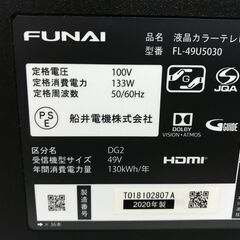 FUNAI
液晶カラーテレビ
型名 FL-49U5030
定格電圧 100V
定格消費電力 133W
定格周波数 50/60Hz
PSE
船井電機株式会社
JQA
DOLBY
VISION・ATMOS
G GUIDE
区分名 DG2
受信機型サイズ 49V
年間消費電力量 130kWh/年
HDMI
製造番号
T018102807A
2020年製